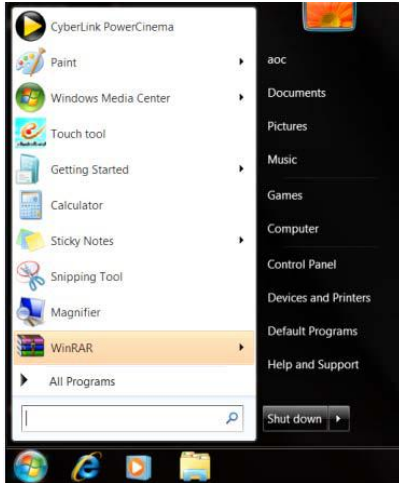 CyberLink PowerCinema
Paint
Windows Media Center
Touch tool
Getting Started
Calculator
Sticky Notes
Snipping Tool
Magnifier
WinRAR
All Programs
aoc
Documents
Pictures
Music
Games
Computer
Control Panel
Devices and Printers
Default Programs
Help and Support
Shut down